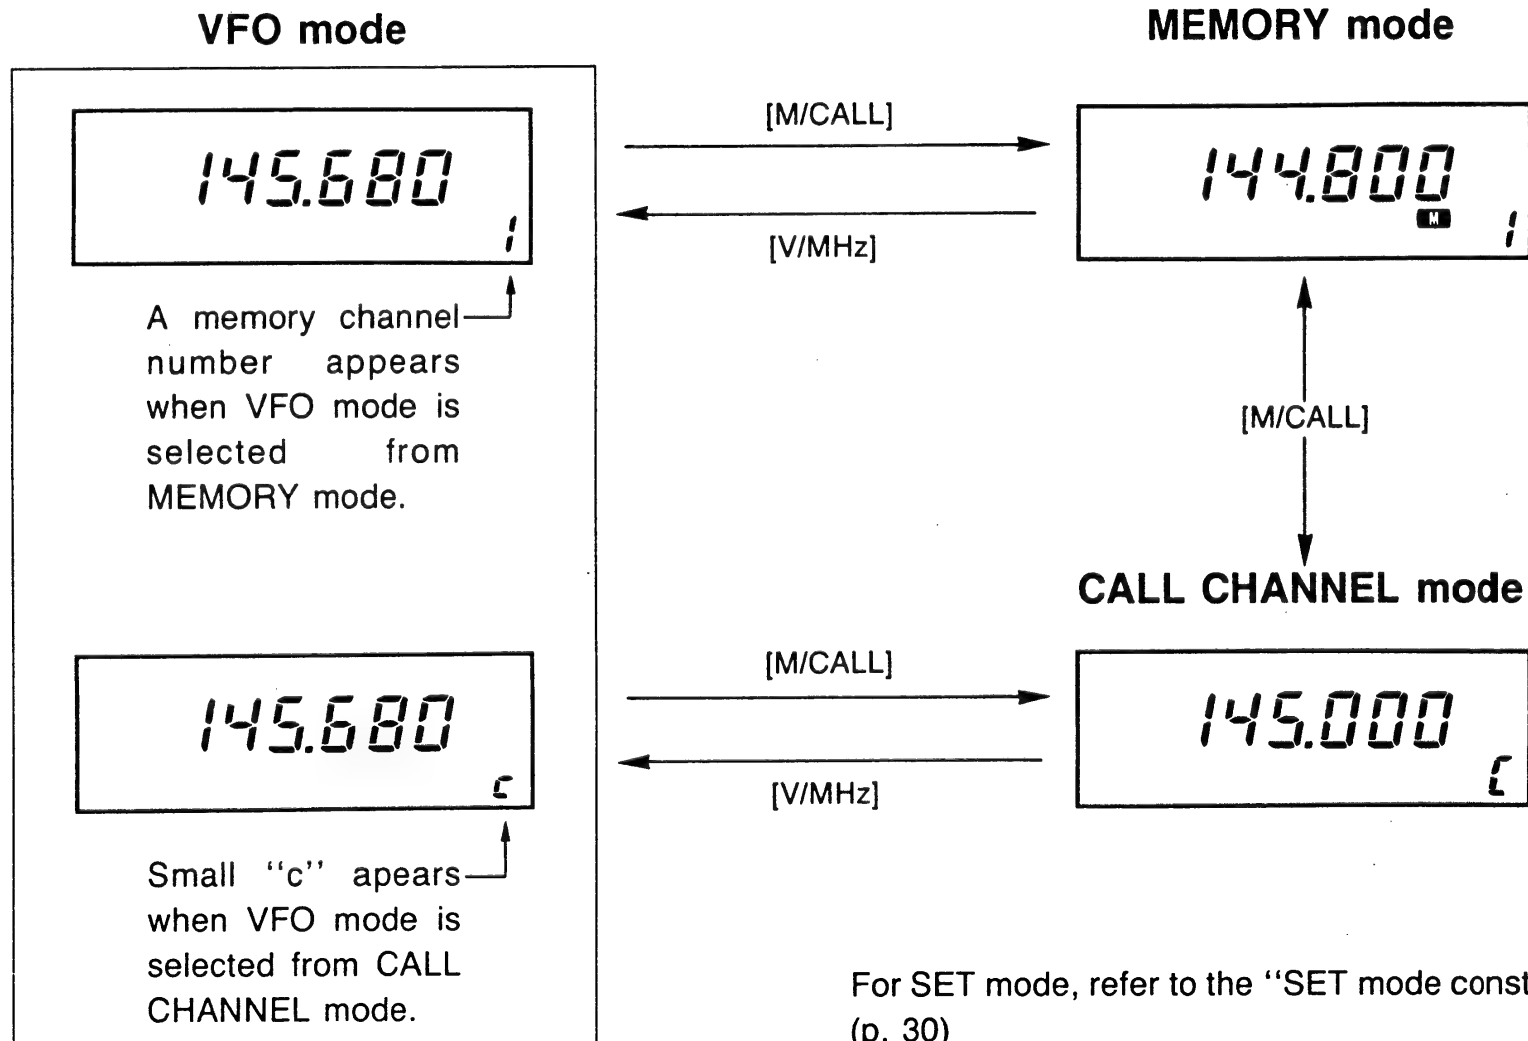 VFO mode
MEMORY mode
145.680
1
[M/CALL]
[V/MHz]
144.800
M
1
A memory channel
number appears
when VFO mode is
selected from
MEMORY mode.
[M/CALL]
CALL CHANNEL mode
145.680
c
[M/CALL]
[V/MHz]
145.000
C
Small “c” apears
when VFO mode is
selected from CALL
CHANNEL mode.
For SET mode, refer to the “SET mode const
(p. 30)